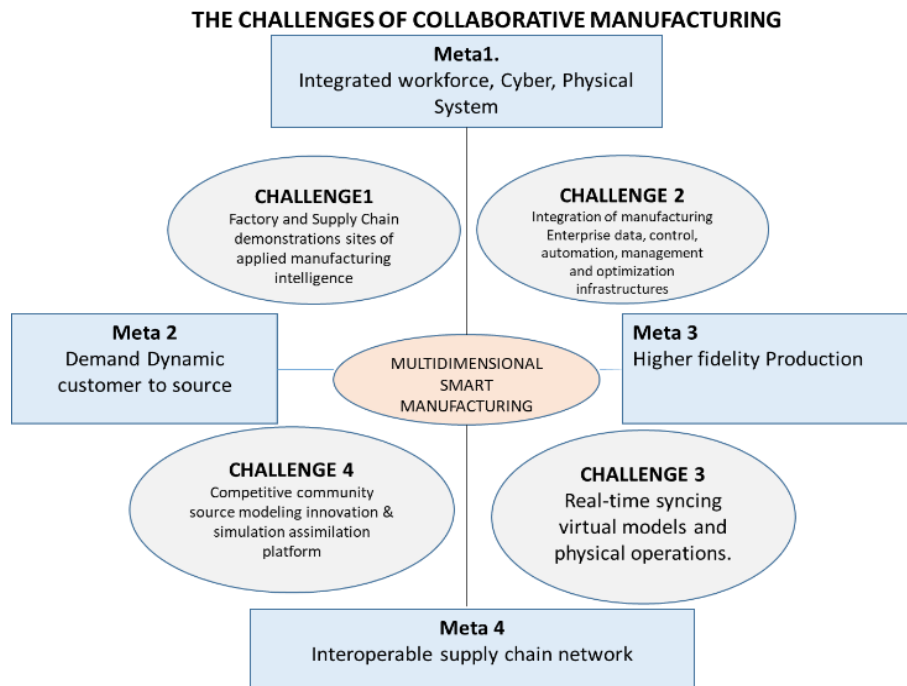 THE CHALLENGES OF COLLABORATIVE MANUFACTURING
Meta1.
Integrated workforce, Cyber, Physical
System
CHALLENGE1
Factory and Supply Chain
demonstrations sites of
applied manufacturing
intelligence
CHALLENGE 2
Integration of manufacturing
Enterprise data, control,
automation, management
and optimization
infrastructures
Meta 2
Demand Dynamic
customer to source
MULTIDIMENSIONAL
SMART
MANUFACTURING
Meta 3
Higher fidelity Production
CHALLENGE 4
Competitive community
source modeling innovation &
simulation assimilation
platform
CHALLENGE 3
Real-time syncing
virtual models and
physical operations.
Meta 4
Interoperable supply chain network